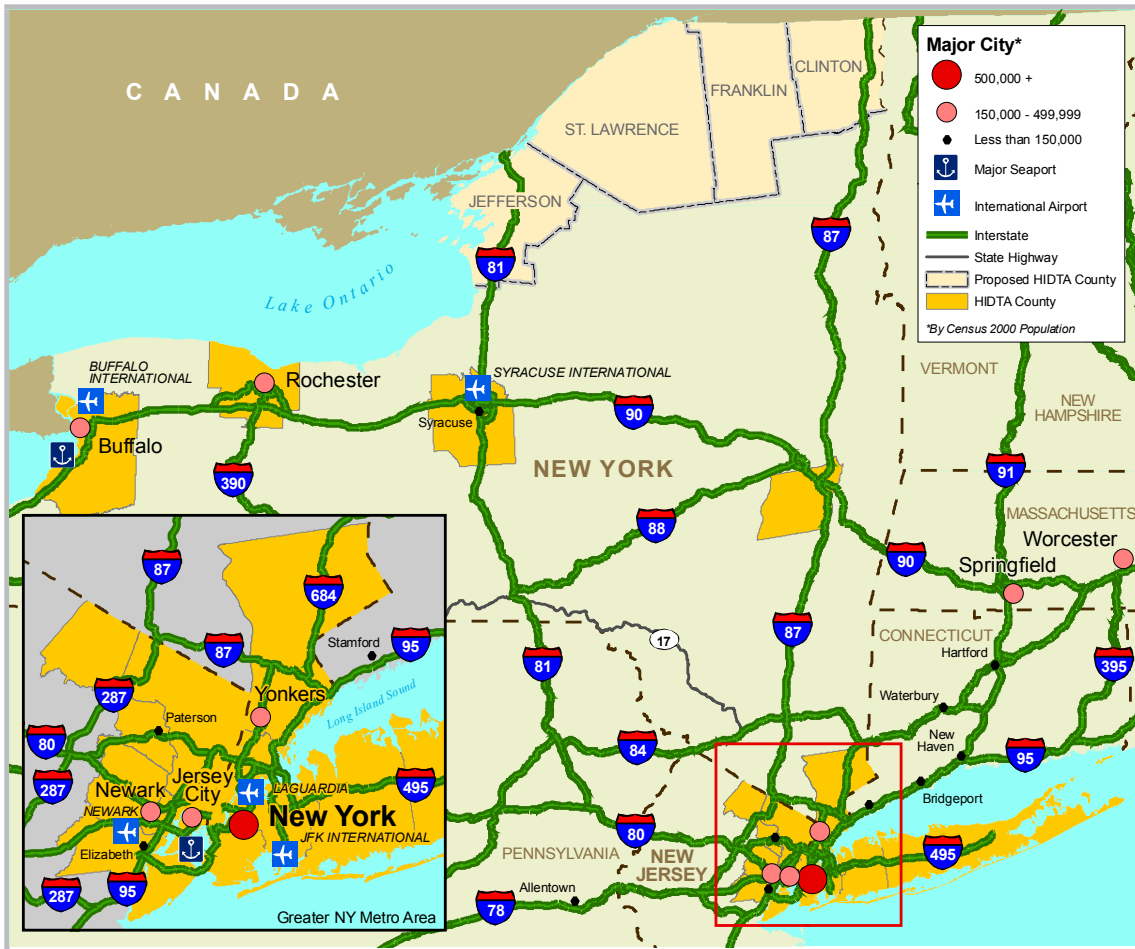 CANADA
CLINTON
FRANKLIN
ST. LAWRENCE
JEFFERSON
Major City*
500,000 +
150,000 - 499,999
Less than 150,000
Major Seaport
International Airport
Interstate
State Highway
Proposed HIDTA County
HIDTA County
*By Census 2000 Population
87
81
Lake Ontario
BUFFALO
INTERNATIONAL
Rochester
SYRACUSE INTERNATIONAL
VERMONT
NEW
HAMPSHIRE
Buffalo
Syracuse
90
NEW YORK
390
91
88
MASSACHUSETTS
Worcester
90
Springfield
87
17
81
CONNECTICUT
Hartford
395
Waterbury
New
Haven
84
95
Bridgeport
80
PENNSYLVANIA
NEW
JERSEY
495
Allentown
78
87
684
87
Stamford
95
287
Yonkers
Long Island Sound
Paterson
80
287
Jersey
City
Newark
NEWARK
LAGUARDIA
495
New York
JFK INTERNATIONAL
Elizabeth
287
95
Greater NY Metro Area